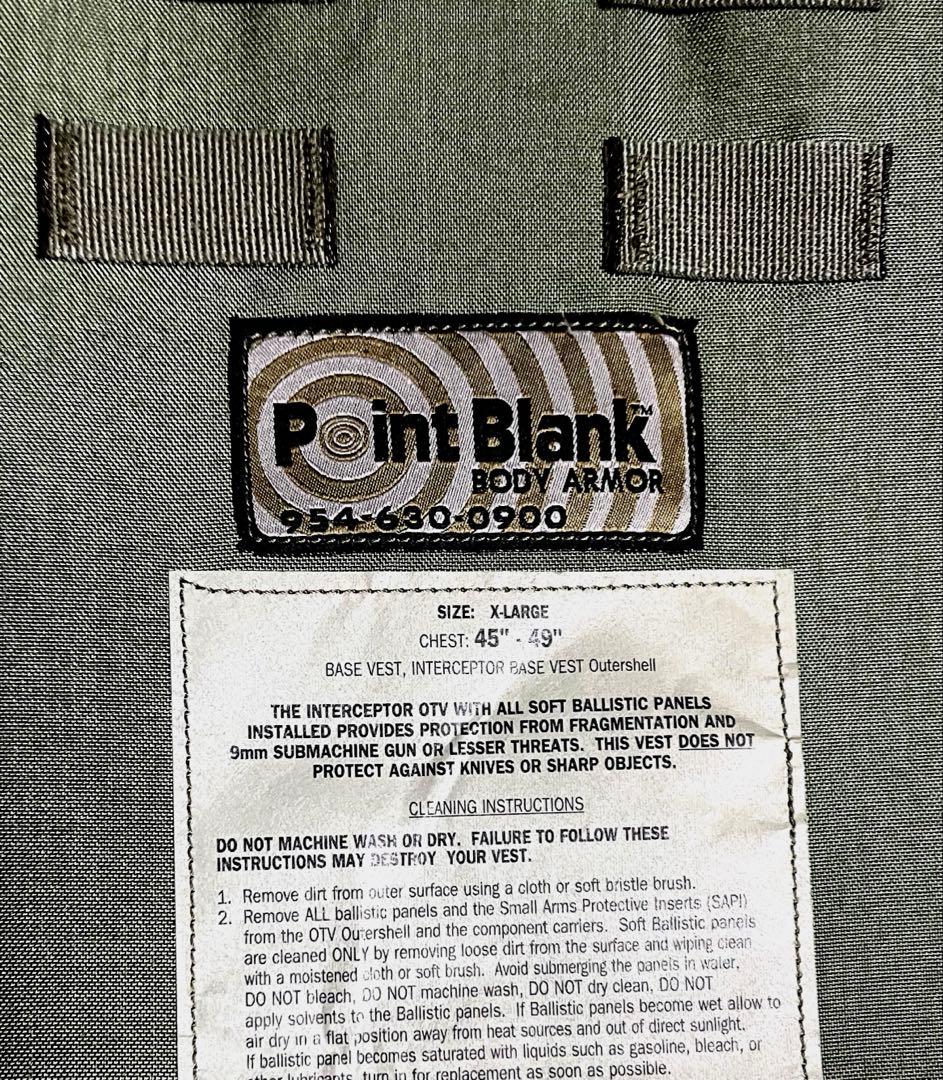 Point Blank™
BODY ARMOR
954-630-0900
SIZE: X-LARGE
CHEST: 45" - 49"
BASE VEST, INTERCEPTOR BASE VEST Outershell
THE INTERCEPTOR OTV WITH ALL SOFT BALLISTIC PANELS
INSTALLED PROVIDES PROTECTION FROM FRAGMENTATION AND
9mm SUBMACHINE GUN OR LESSER THREATS. THIS VEST DOES NOT
PROTECT AGAINST KNIVES OR SHARP OBJECTS.
CLEANING INSTRUCTIONS
DO NOT MACHINE WASH OR DRY. FAILURE TO FOLLOW THESE
INSTRUCTIONS MAY DESTROY YOUR VEST.
1. Remove dirt from outer surface using a cloth or soft bristle brush.
2. Remove ALL ballistic panels and the Small Arms Protective Inserts (SAPI)
from the OTV Outershell and the component carriers. Soft Ballistic panels
are cleaned ONLY by removing loose dirt from the surface and wiping clean
with a moistened cloth or soft brush. Avoid submerging the panels in water.
DO NOT bleach, DO NOT machine wash, DO NOT dry clean, DO NOT
apply solvents to the Ballistic panels. If Ballistic panels become wet allow to
air dry in a flat position away from heat sources and out of direct sunlight.
If ballistic panel becomes saturated with liquids such as gasoline, bleach, or
other lubricants, turn in for replacement as soon as possible.